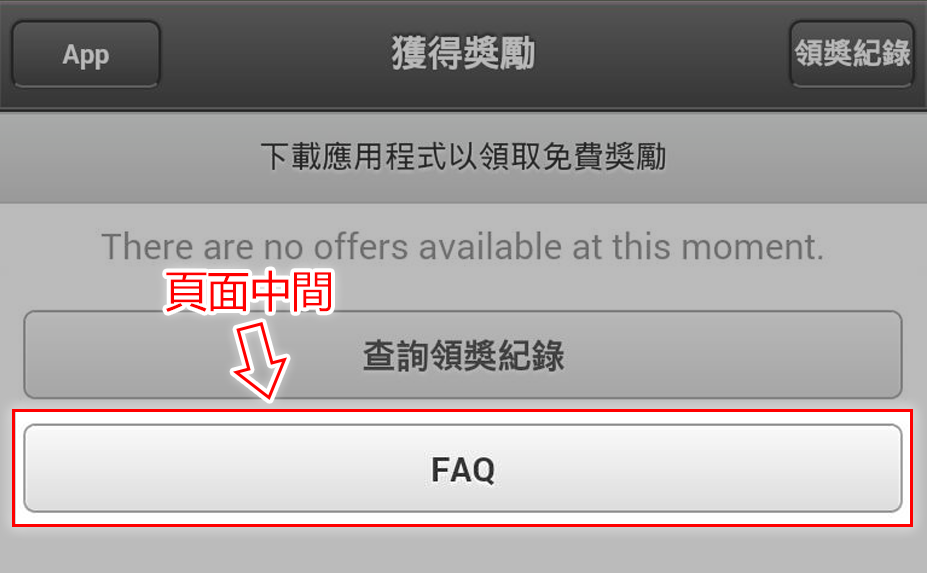 App
獲得獎勵
領獎紀錄
下載應用程式以領取免費獎勵
There are no offers available at this moment.
頁面中間
查詢領獎紀錄
FAQ